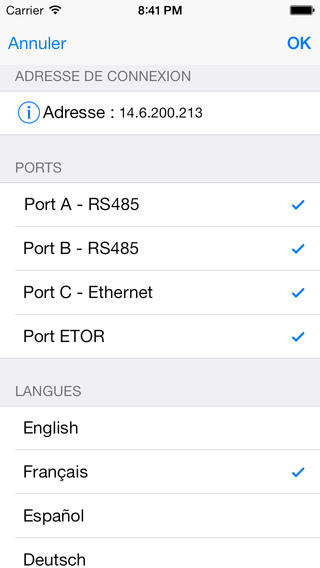 Carrier 8:41 PM
Annuler OK
ADRESSE DE CONNEXION
Adresse : 14.6.200.213
PORTS
Port A - RS485
Port B - RS485
Port C - Ethernet
Port ETOR
LANGUES
English
Français
Español
Deutsch